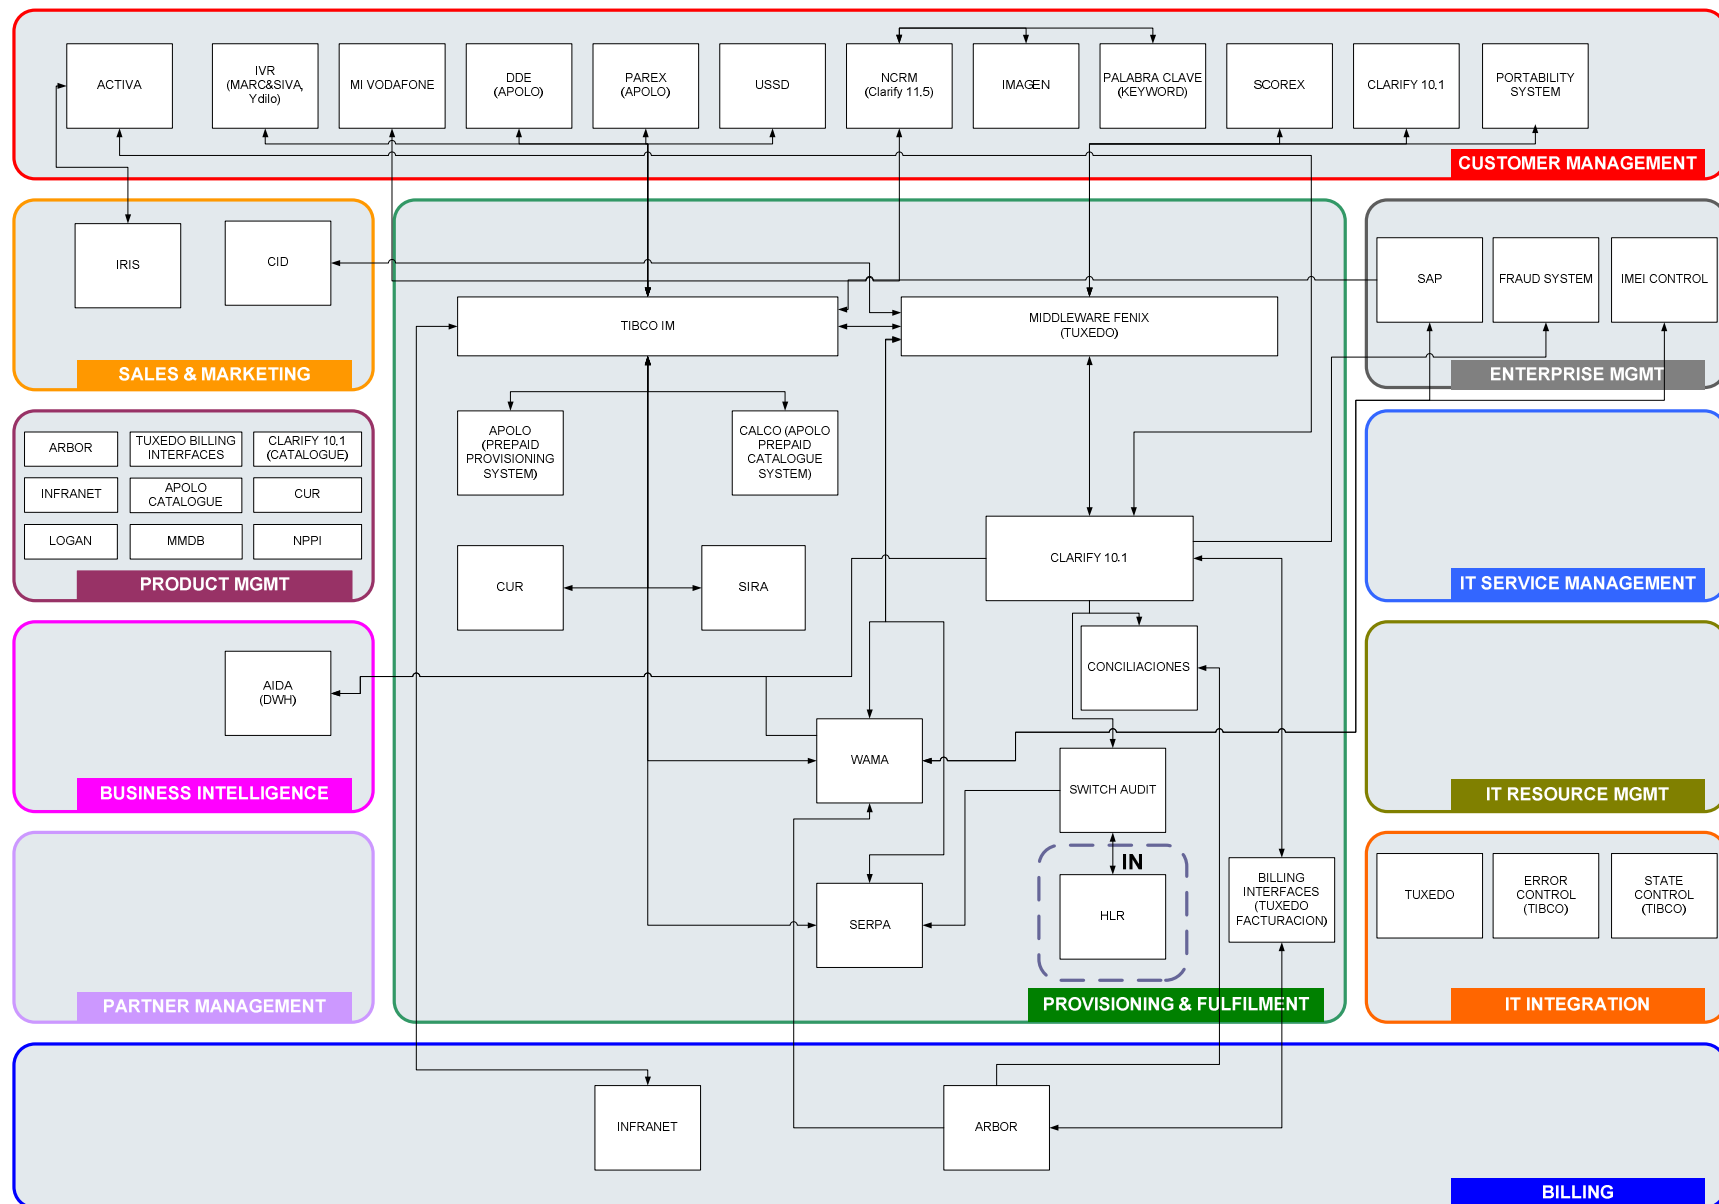 ACTIVA
IVR
(MARC&SIVA,
Ydilo)
MI VODAFONE
DDE
(APOLO)
PAREX
(APOLO)
USSD
NCRM
(Clarify 11.5)
IMAGEN
PALABRA CLAVE
(KEYWORD)
SCOREX
CLARIFY 10.1
PORTABILITY
SYSTEM
CUSTOMER MANAGEMENT
IRIS
CID
SALES & MARKETING
SAP
FRAUD SYSTEM
IMEI CONTROL
ENTERPRISE MGMT
TIBCO IM
MIDDLEWARE FENIX
(TUXEDO)
APOLO
(PREPAID
PROVISIONING
SYSTEM)
CALCO (APOLO
PREPAID
CATALOGUE
SYSTEM)
ARBOR
TUXEDO BILLING
INTERFACES
CLARIFY 10.1
(CATALOGUE)
INFRANET
APOLO
CATALOGUE
CUR
LOGAN
MMDB
NPPI
PRODUCT MGMT
CUR
SIRA
CLARIFY 10.1
IT SERVICE MANAGEMENT
AIDA
(DWH)
BUSINESS INTELLIGENCE
CONCILIACIONES
WAMA
SWITCH AUDIT
IT RESOURCE MGMT
IN
HLR
SERPA
BILLING
INTERFACES
(TUXEDO
FACTURACION)
PROVISIONING & FULFILMENT
PARTNER MANAGEMENT
TUXEDO
ERROR
CONTROL
(TIBCO)
STATE
CONTROL
(TIBCO)
IT INTEGRATION
INFRANET
ARBOR
BILLING